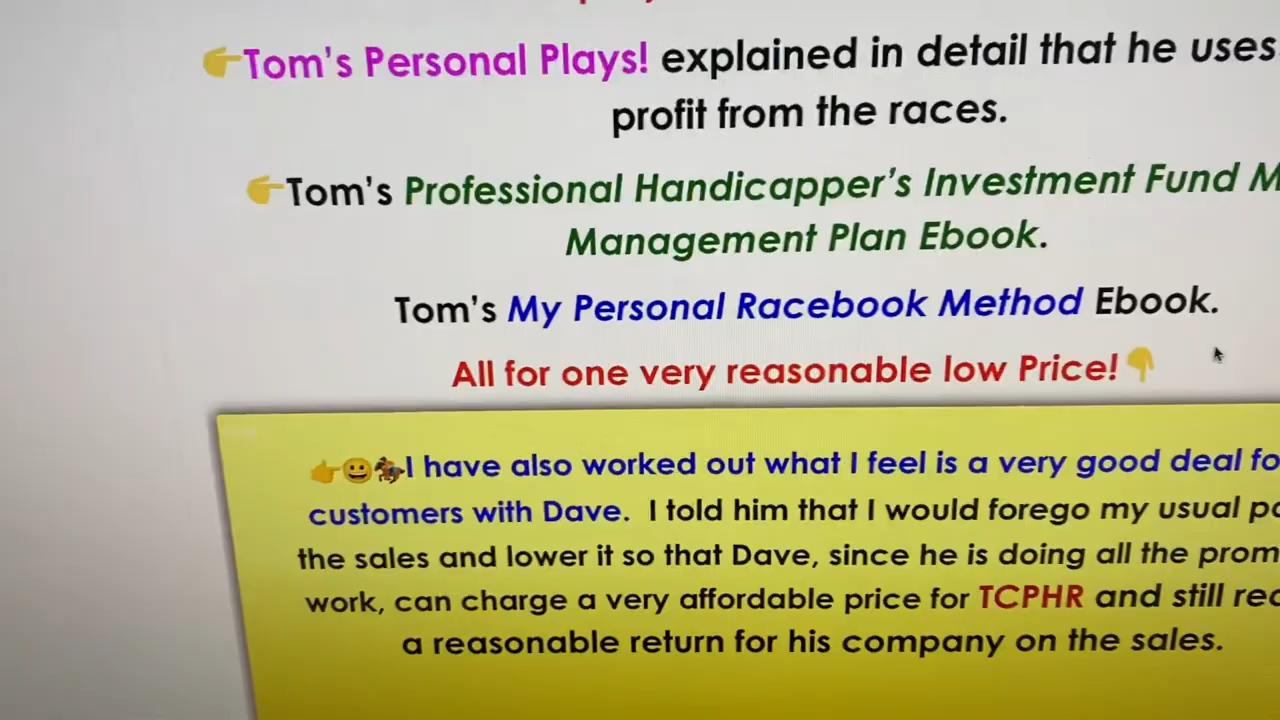 👉Tom's Personal Plays! explained in detail that he uses
profit from the races.
👉Tom's Professional Handicapper's Investment Fund
Management Plan Ebook.
Tom's My Personal Racebook Method Ebook.
All for one very reasonable low Price!👇
👉😀🏇I have also worked out what I feel is a very good deal
customers with Dave. I told him that I would forego my usual
the sales and lower it so that Dave, since he is doing all the
work, can charge a very affordable price for TCPHR and still
a reasonable return for his company on the sales.